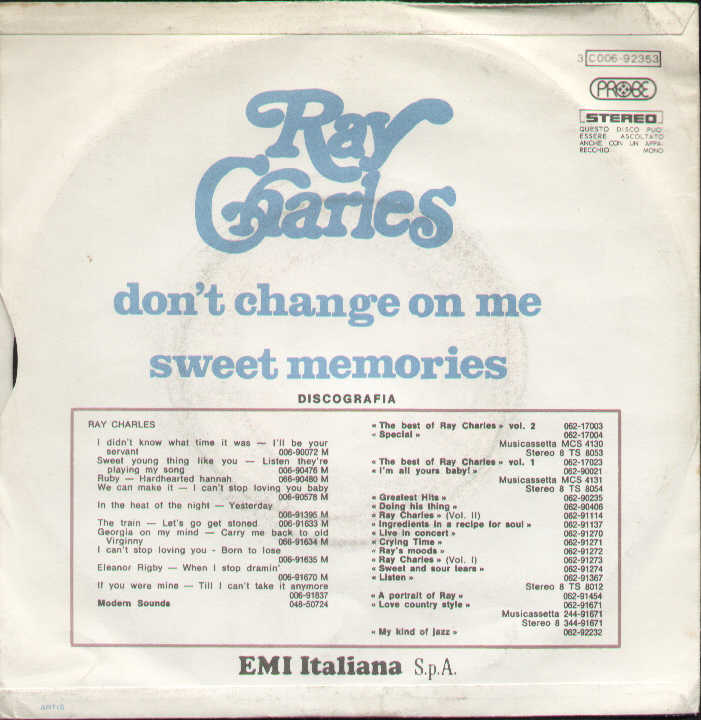 3 C006-92353
PROBE
STEREO
QUESTO DISCO PUO'
ESSERE ASCOLTATO
ANCHE CON UN APPA-
RECCHIO MONO
Ray
Charles
don't change on me
sweet memories
DISCOGRAFIA
RAY CHARLES
I didn't know what time it was — I'll be your
servant 006-90072 M
Sweet young thing like you — Listen they're
playing my song 006-90476 M
Ruby — Hardhearted hannah 066-90480 M
We can make it — I can't stop loving you baby
006-90578 M
In the heat of the night — Yesterday
006-91395 M
The train — Let's go get stoned 006-91633 M
Georgia on my mind — Carry me back to old
Virginny 066-91634 M
I can't stop loving you - Born to lose
006-91635 M
Eleanor Rigby — When I stop dramin'
006-91670 M
If you were mine — Till I can't take it anymore
006-91837
Modern Sounds 048-50724
« The best of Ray Charles » vol. 2 062-17003
« Special » 062-17004
Musicassetta MCS 4130
Stereo 8 TS 8053
« The best of Ray Charles » vol. 1 062-17023
« I'm all yours baby! » 062-90021
Musicassetta MCS 4131
Stereo 8 TS 8054
« Greatest Hits » 062-90235
« Doing his thing » 062-90406
« Ray Charles » (Vol. II) 062-91114
« Ingredients in a recipe for soul » 062-91137
« Live in concert » 062-91270
« Crying Time » 062-91271
« Ray's moods » 062-91272
« Ray Charles » (Vol. I) 062-91273
« Sweet and sour tears » 062-91274
« Listen » 062-91367
Stereo 8 TS 8012
« A portrait of Ray » 062-91454
« Love country style » 062-91671
Musicassetta 244-91671
Stereo 8 344-91671
« My kind of jazz » 062-92232
EMI Italiana S.p.A.